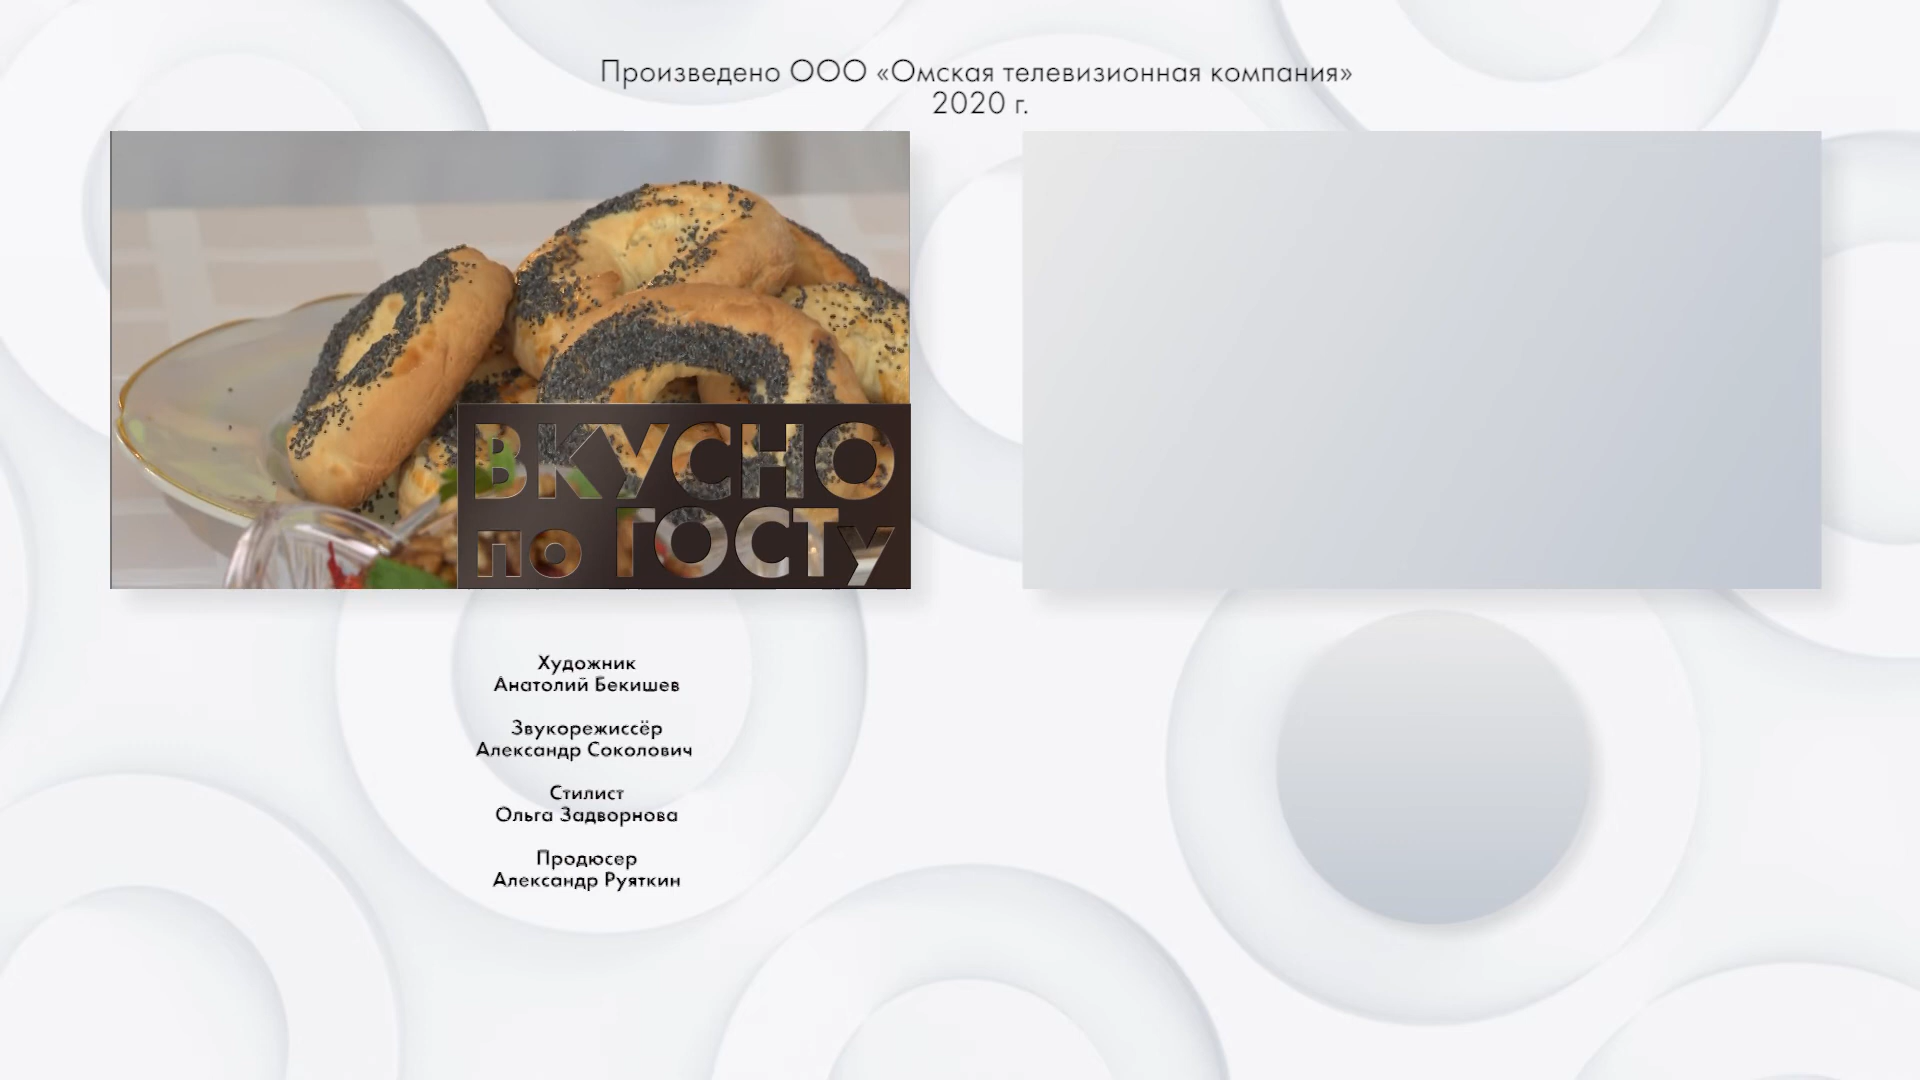 Произведено ООО «Омская телевизионная компания»
2020 г.
ВКУСНО
по ГОСТу
Художник
Анатолий Бекишев
Звукорежиссёр
Александр Соколович
Стилист
Ольга Задворнова
Продюсер
Александр Руяткин